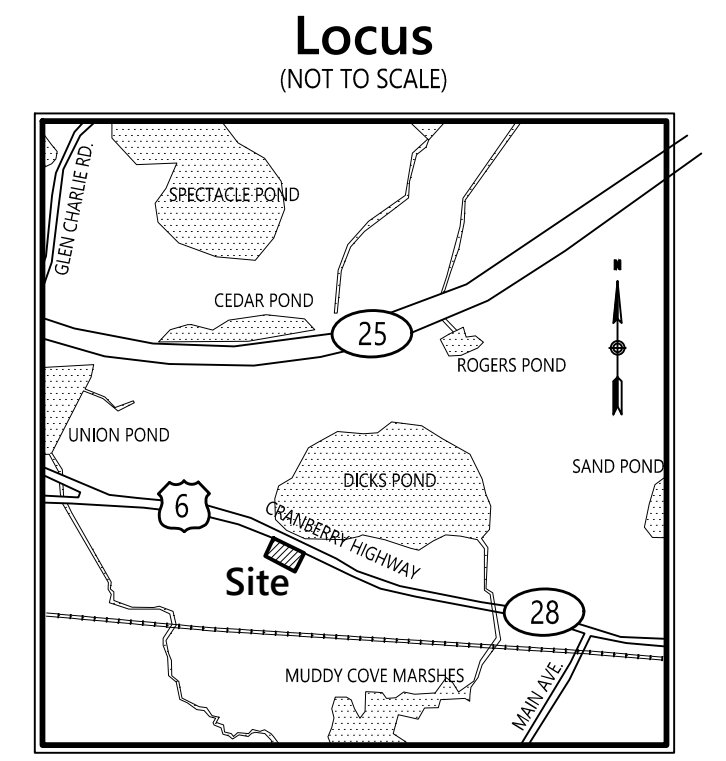 Locus
(NOT TO SCALE)
GLEN CHARLIE RD.
SPECTACLE POND
N
CEDAR POND
25
ROGERS POND
UNION POND
SAND POND
DICKS POND
6
CRANBERRY HIGHWAY
Site
28
MUDDY COVE MARSHES
MAIN AVE.